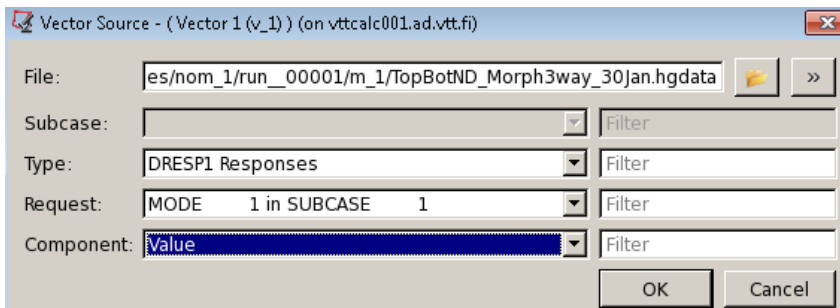 Vector Source - ( Vector 1 (v_1) ) (on vttcalc001.ad.vtt.fi)
File: es/nom_1/run__00001/m_1/TopBotND_Morph3way_30Jan.hgdata »
Subcase: Filter
Type: DRESP1 Responses Filter
Request: MODE 1 in SUBCASE 1 Filter
Component: Value Filter
OK Cancel